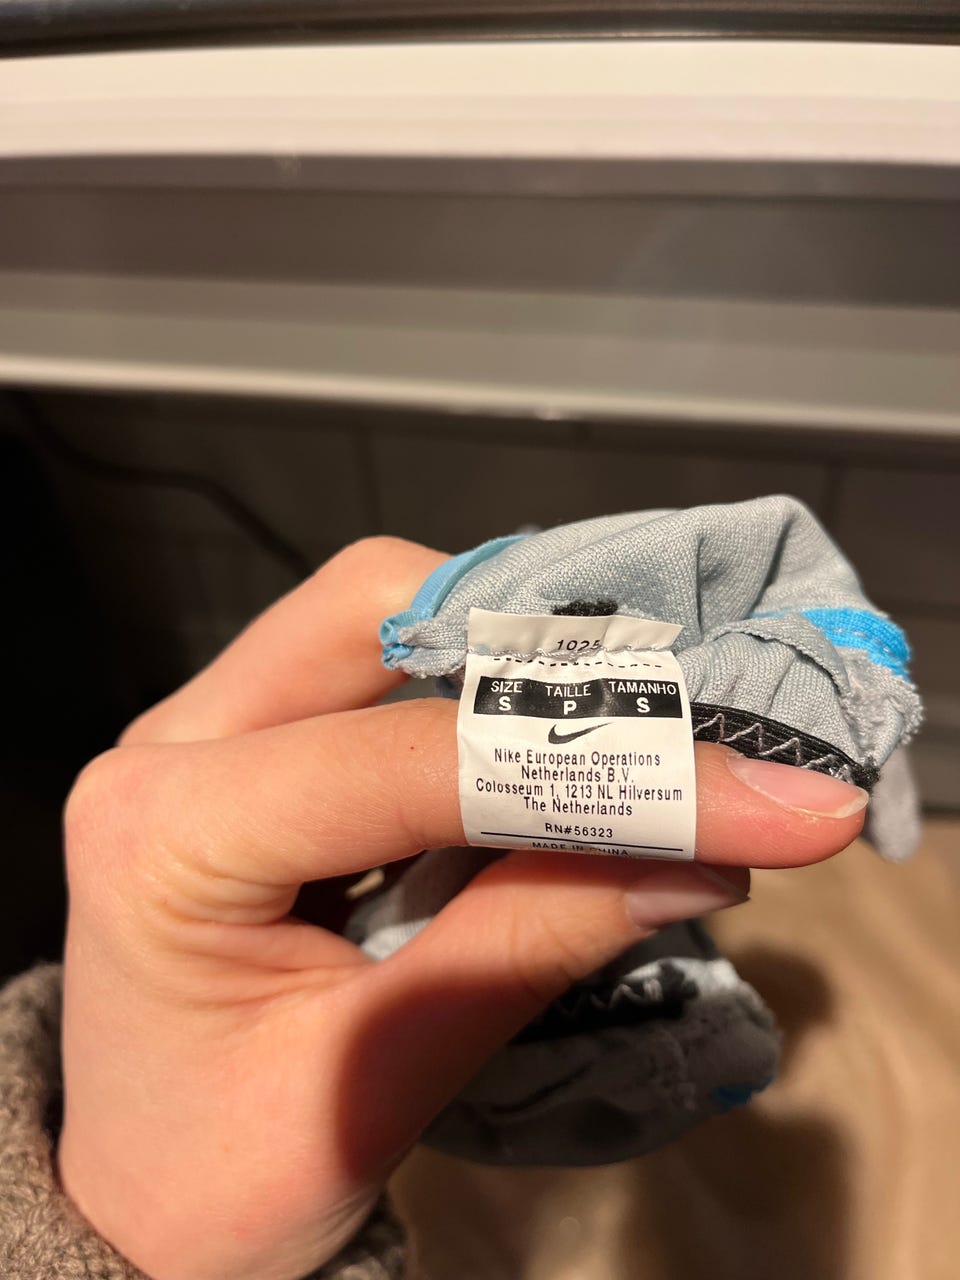 1025
SIZE TAILLE TAMANHO
S P S
Nike European Operations
Netherlands B.V.
Colosseum 1, 1213 NL Hilversum
The Netherlands
RN#56323
MADE IN CHINA